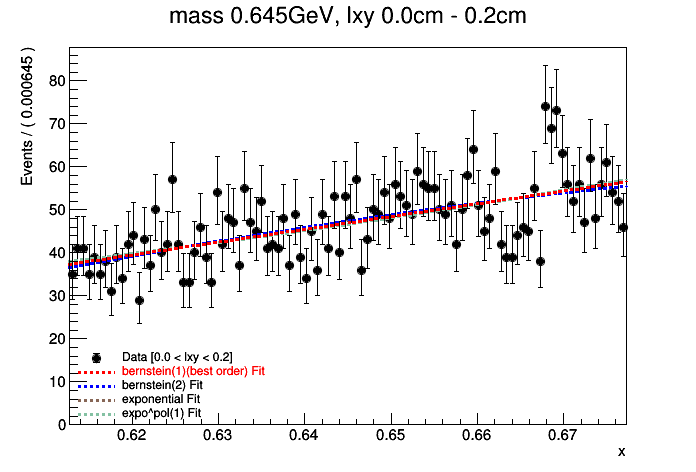 mass 0.645GeV, lxy 0.0cm - 0.2cm
Events / ( 0.000645 )
80
70
60
50
40
30
20
10
0
Data [0.0 < lxy < 0.2]
bernstein(1)(best order) Fit
bernstein(2) Fit
exponential Fit
expo^pol(1) Fit
0.62 0.63 0.64 0.65 0.66 0.67
x